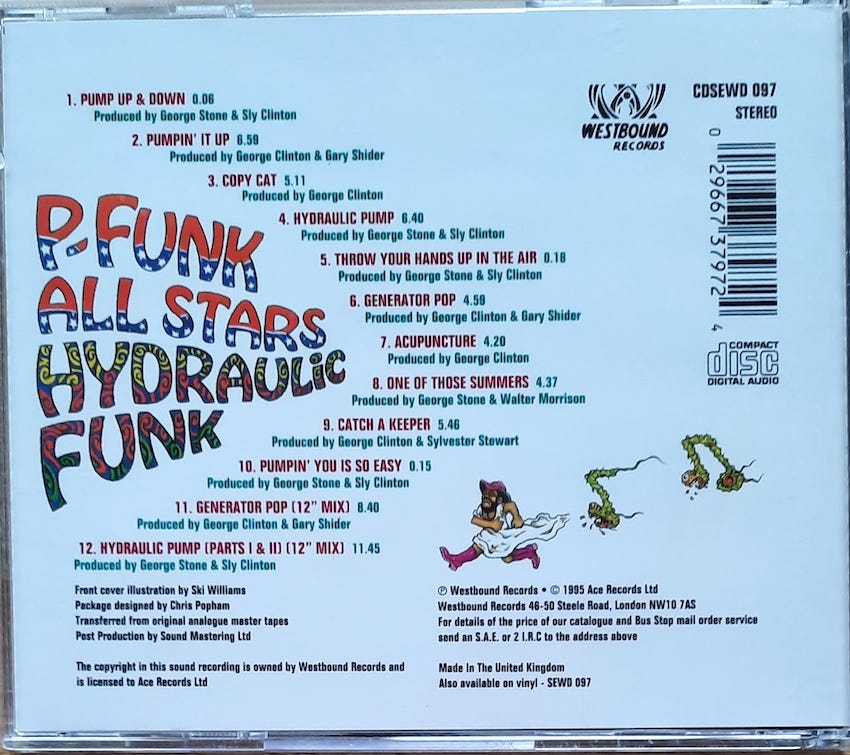 1. PUMP UP & DOWN 0.06
Produced by George Stone & Sly Clinton
2. PUMPIN' IT UP 6.59
Produced by George Clinton & Gary Shider
3. COPY CAT 5.11
Produced by George Clinton
4. HYDRAULIC PUMP 6.40
Produced by George Stone & Sly Clinton
5. THROW YOUR HANDS UP IN THE AIR 0.18
Produced by George Stone & Sly Clinton
6. GENERATOR POP 4.59
Produced by George Clinton & Gary Shider
7. ACUPUNCTURE 4.20
Produced by George Clinton
8. ONE OF THOSE SUMMERS 4.37
Produced by George Stone & Walter Morrison
9. CATCH A KEEPER 5.46
Produced by George Clinton & Sylvester Stewart
10. PUMPIN' YOU IS SO EASY 0.15
Produced by George Stone & Sly Clinton
11. GENERATOR POP (12" MIX) 8.40
Produced by George Clinton & Gary Shider
12. HYDRAULIC PUMP (PARTS I & II) (12" MIX) 11.45
Produced by George Stone & Sly Clinton
P-FUNK
ALL STARS
HYDRAULIC
FUNK
WESTBOUND
RECORDS
CDSEWD 097
STEREO
0 29667 37972 4
COMPACT
disc
DIGITAL AUDIO
Front cover illustration by Ski Williams
Package designed by Chris Popham
Transferred from original analogue master tapes
Post Production by Sound Mastering Ltd
The copyright in this sound recording is owned by Westbound Records and
is licensed to Ace Records Ltd
℗ Westbound Records • © 1995 Ace Records Ltd
Westbound Records 46-50 Steele Road, London NW10 7AS
For details of the price of our catalogue and Bus Stop mail order service
send an S.A.E. or 2 I.R.C to the address above
Made In The United Kingdom
Also available on vinyl - SEWD 097